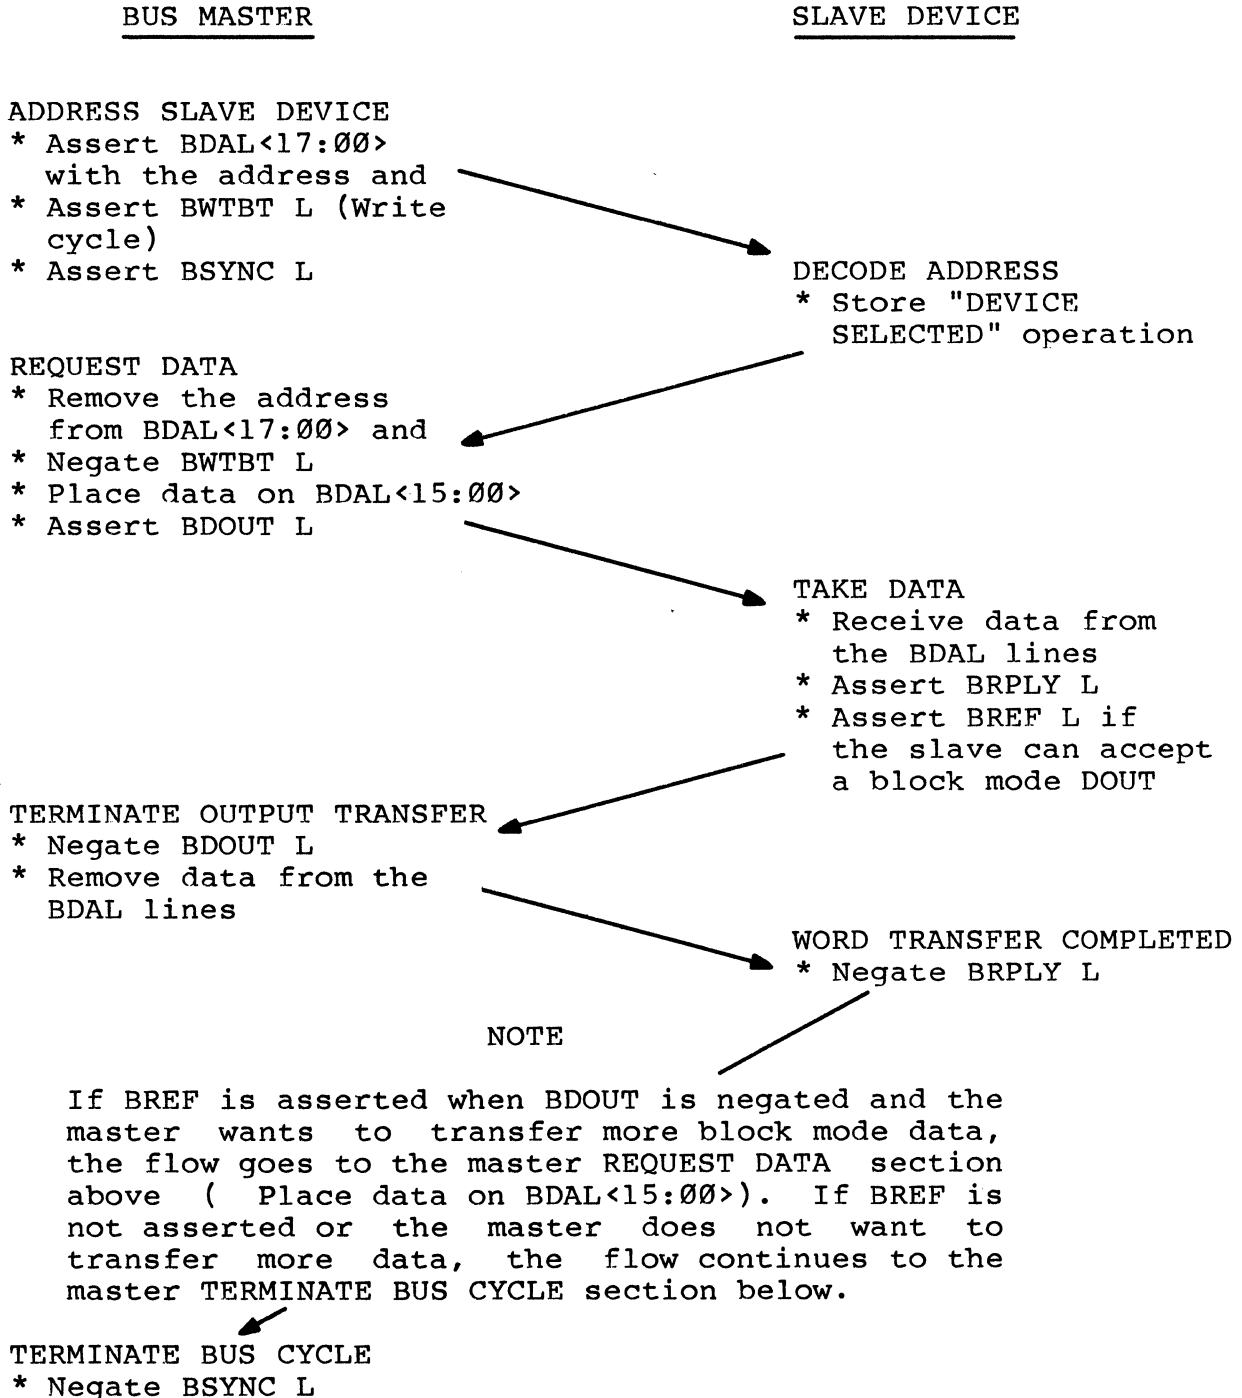 BUS MASTER
SLAVE DEVICE
ADDRESS SLAVE DEVICE
* Assert BDAL<17:00>
with the address and
* Assert BWTBT L (Write
cycle)
* Assert BSYNC L
DECODE ADDRESS
* Store "DEVICE
SELECTED" operation
REQUEST DATA
* Remove the address
from BDAL<17:00> and
* Negate BWTBT L
* Place data on BDAL<15:00>
* Assert BDOUT L
TAKE DATA
* Receive data from
the BDAL lines
* Assert BRPLY L
* Assert BREF L if
the slave can accept
a block mode DOUT
TERMINATE OUTPUT TRANSFER
* Negate BDOUT L
* Remove data from the
BDAL lines
WORD TRANSFER COMPLETED
* Negate BRPLY L
NOTE
If BREF is asserted when BDOUT is negated and the
master wants to transfer more block mode data,
the flow goes to the master REQUEST DATA section
above ( Place data on BDAL<15:00>). If BREF is
not asserted or the master does not want to
transfer more data, the flow continues to the
master TERMINATE BUS CYCLE section below.
TERMINATE BUS CYCLE
* Negate BSYNC L